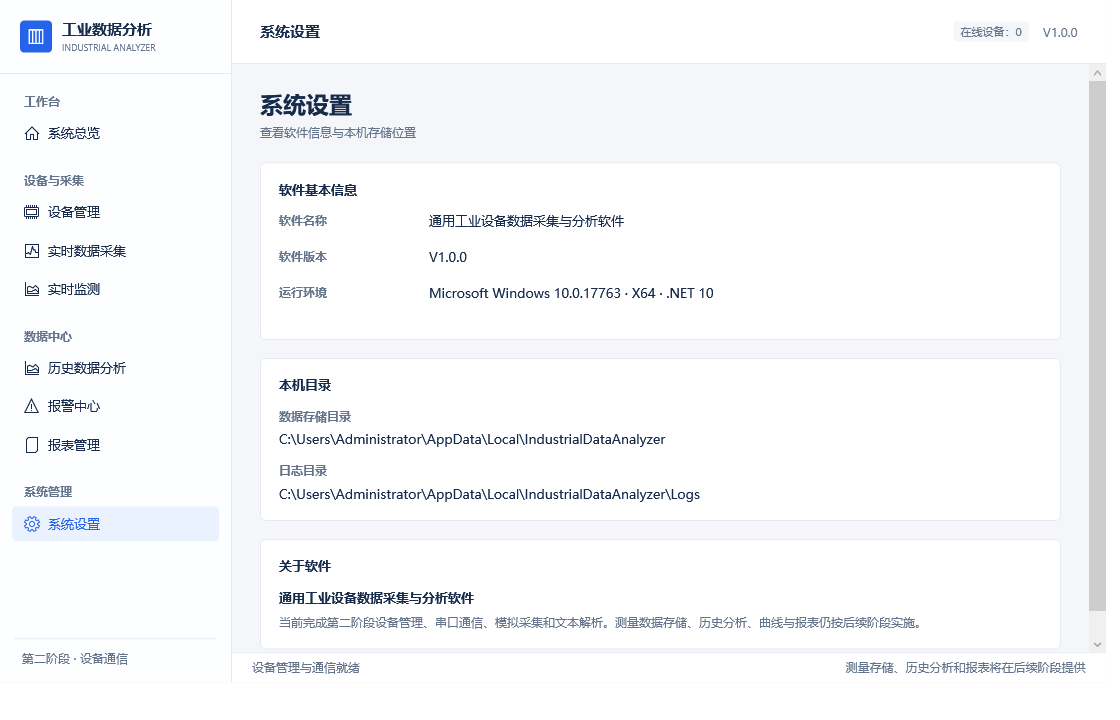 工业数据分析
INDUSTRIAL ANALYZER
工作台
系统总览
设备与采集
设备管理
实时数据采集
实时监测
数据中心
历史数据分析
报警中心
报表管理
系统管理
系统设置
第二阶段 · 设备通信
系统设置
在线设备：0
V1.0.0
系统设置
查看软件信息与本机存储位置
软件基本信息
软件名称 通用工业设备数据采集与分析软件
软件版本 V1.0.0
运行环境 Microsoft Windows 10.0.17763 · X64 · .NET 10
本机目录
数据存储目录
C:\Users\Administrator\AppData\Local\IndustrialDataAnalyzer
日志目录
C:\Users\Administrator\AppData\Local\IndustrialDataAnalyzer\Logs
关于软件
通用工业设备数据采集与分析软件
当前完成第二阶段设备管理、串口通信、模拟采集和文本解析。测量数据存储、历史分析、曲线与报表仍按后续阶段实施。
设备管理与通信就绪
测量存储、历史分析和报表将在后续阶段提供